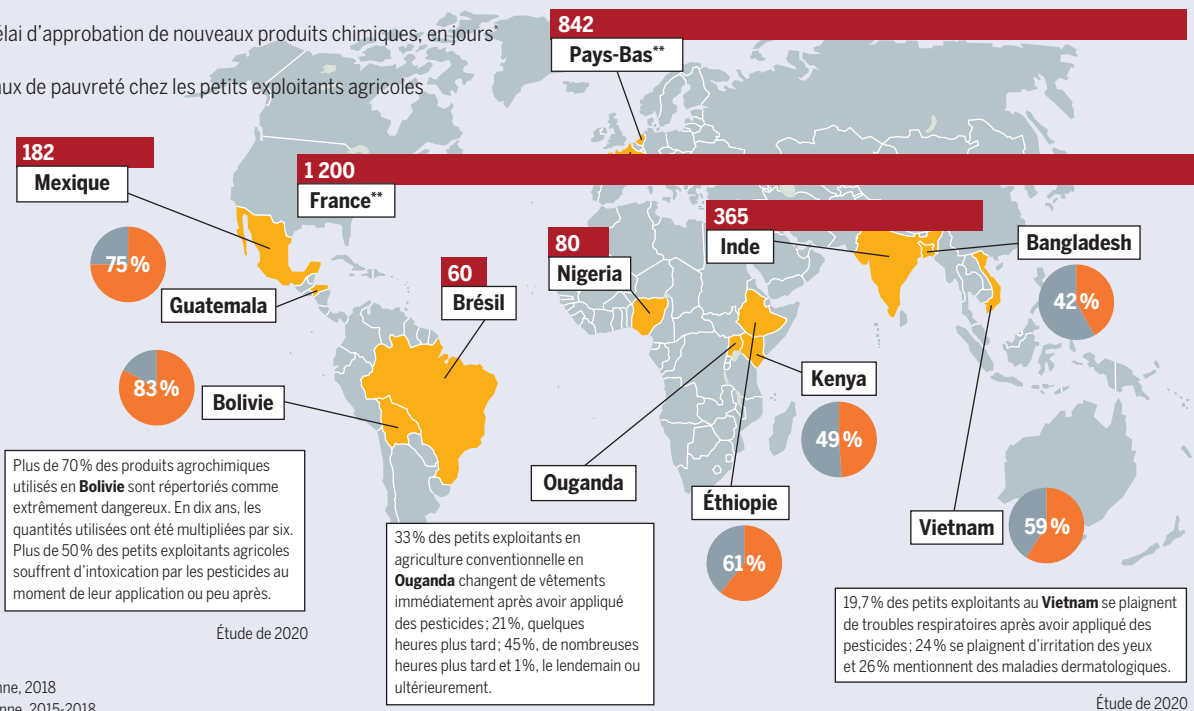 délai d'approbation de nouveaux produits chimiques, en jours*
taux de pauvreté chez les petits exploitants agricoles
842
Pays-Bas**
182
Mexique
1 200
France**
75 %
Guatemala
60
Brésil
80
Nigeria
365
Inde
Bangladesh
42 %
83 %
Bolivie
Kenya
49 %
Ouganda
Éthiopie
61 %
Vietnam
59 %
Plus de 70 % des produits agrochimiques
utilisés en Bolivie sont répertoriés comme
extrêmement dangereux. En dix ans, les
quantités utilisées ont été multipliées par six.
Plus de 50 % des petits exploitants agricoles
souffrent d'intoxication par les pesticides au
moment de leur application ou peu après.
Étude de 2020
33 % des petits exploitants en
agriculture conventionnelle en
Ouganda changent de vêtements
immédiatement après avoir appliqué
des pesticides ; 21 %, quelques
heures plus tard ; 45 %, de nombreuses
heures plus tard et 1 %, le lendemain ou
ultérieurement.
19,7 % des petits exploitants au Vietnam se plaignent
de troubles respiratoires après avoir appliqué des
pesticides ; 24 % se plaignent d'irritation des yeux
et 26 % mentionnent des maladies dermatologiques.
Étude de 2020
nne, 2018
nne, 2015-2018